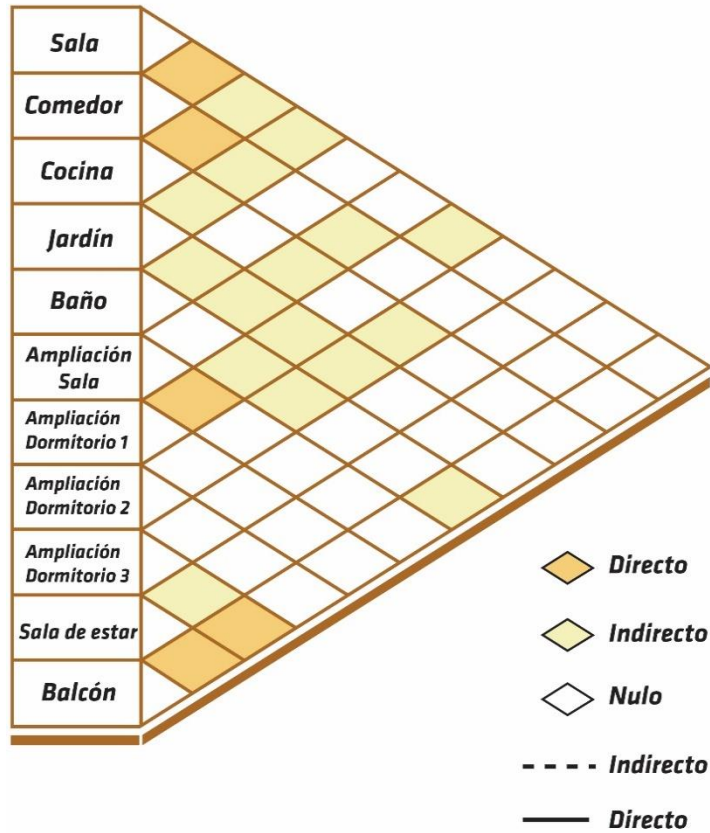 Sala
Comedor
Cocina
Jardín
Baño
Ampliación
Sala
Ampliación
Dormitorio 1
Ampliación
Dormitorio 2
Ampliación
Dormitorio 3
Sala de estar
Balcón
Directo
Indirecto
Nulo
Indirecto
Directo